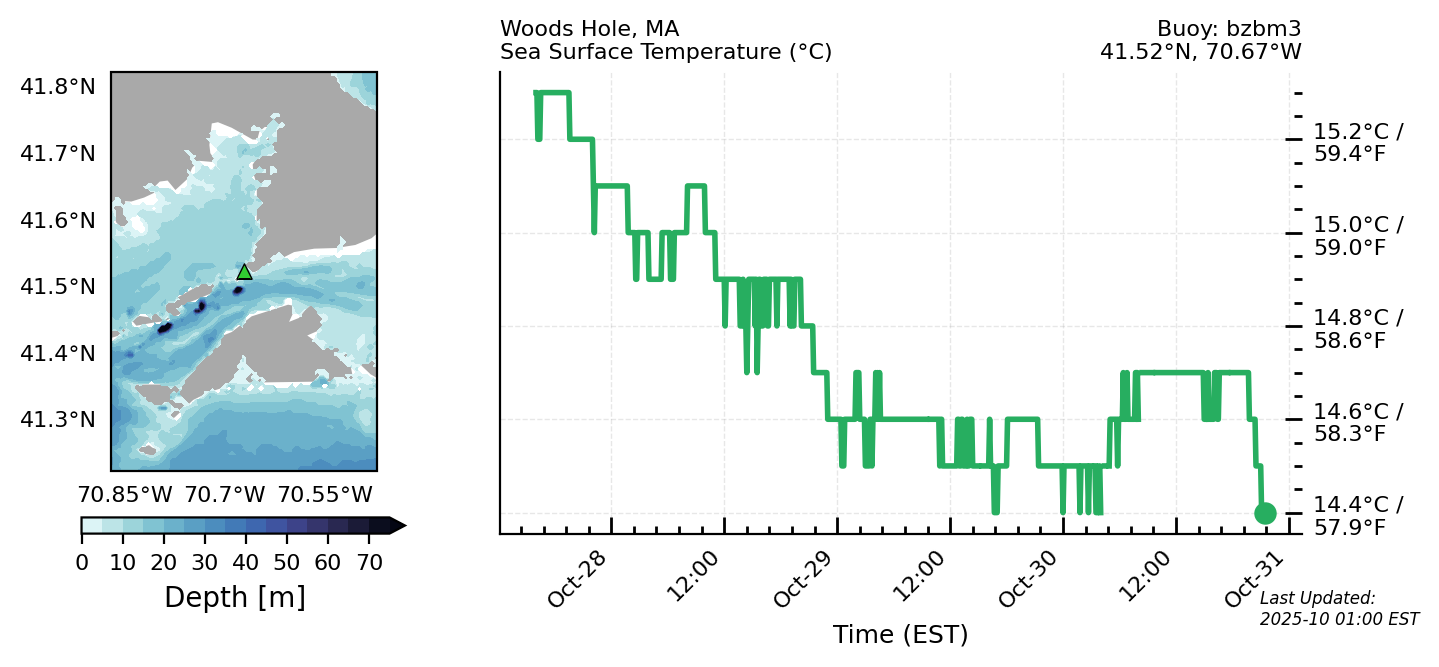 Woods Hole, MA
Sea Surface Temperature (°C)
Buoy: bzbm3
41.52°N, 70.67°W
41.8°N
41.7°N
41.6°N
41.5°N
41.4°N
41.3°N
70.85°W 70.7°W 70.55°W
0 10 20 30 40 50 60 70
Depth [m]
15.2°C /
59.4°F
15.0°C /
59.0°F
14.8°C /
58.6°F
14.6°C /
58.3°F
14.4°C /
57.9°F
Oct-28 12:00 Oct-29 12:00 Oct-30 12:00 Oct-31
Time (EST)
Last Updated:
2025-10 01:00 EST